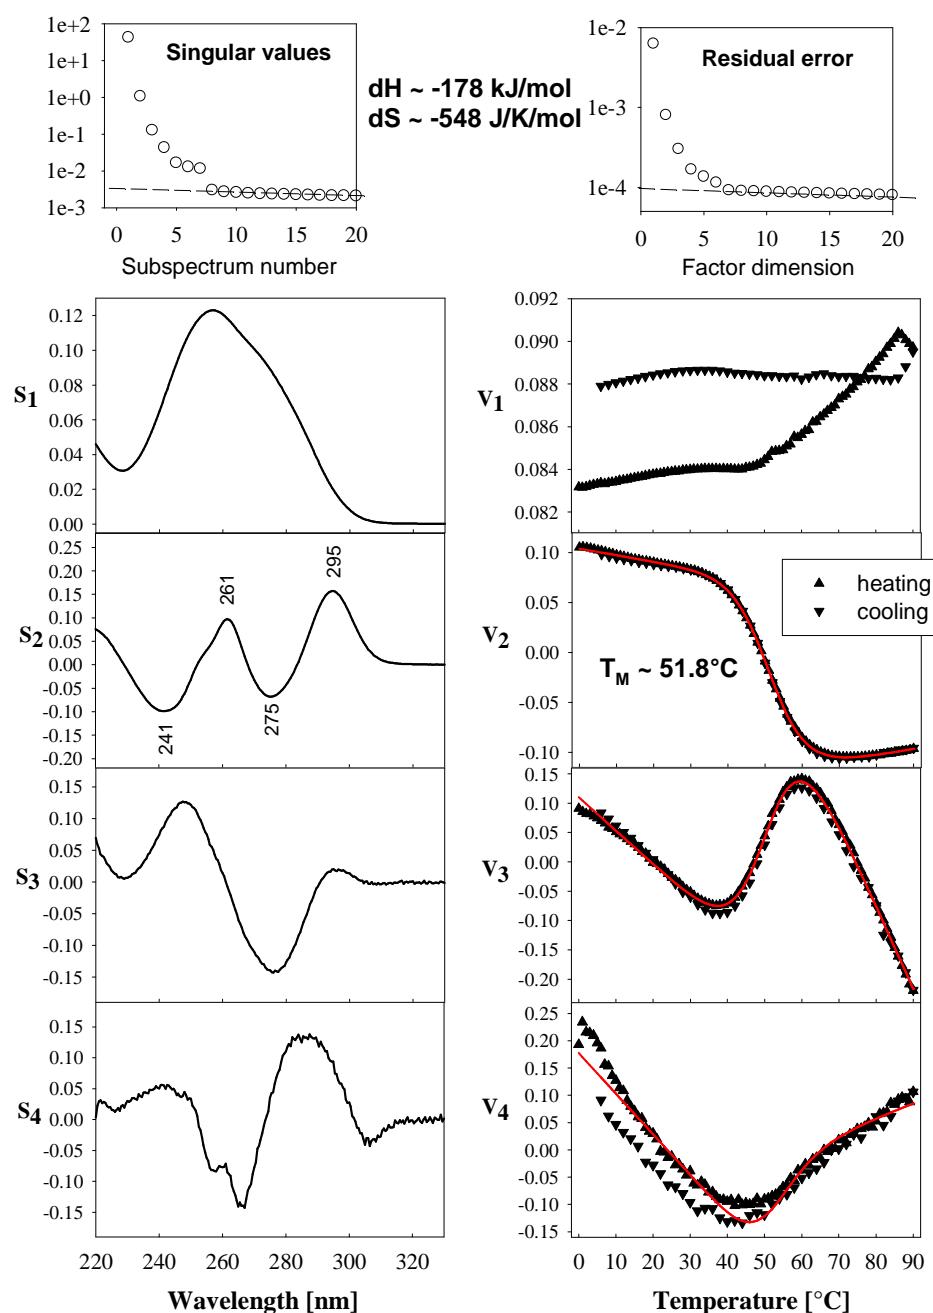 1e+2
1e+1
1e+0
1e-1
1e-2
1e-3
0 5 10 15 20
Subspectrum number
Singular values
dH ~ -178 kJ/mol
dS ~ -548 J/K/mol
1e-2
1e-3
1e-4
0 5 10 15 20
Factor dimension
Residual error
S1
0.12
0.10
0.08
0.06
0.04
0.02
0.00
V1
0.092
0.090
0.088
0.086
0.084
0.082
S2
0.25
0.20
0.15
0.10
0.05
0.00
-0.05
-0.10
-0.15
-0.20
241
261
275
295
V2
0.10
0.05
0.00
-0.05
-0.10
heating
cooling
TM ~ 51.8°C
S3
0.15
0.10
0.05
0.00
-0.05
-0.10
-0.15
V3
0.15
0.10
0.05
0.00
-0.05
-0.10
-0.15
-0.20
S4
0.15
0.10
0.05
0.00
-0.05
-0.10
-0.15
220 240 260 280 300 320
Wavelength [nm]
V4
0.25
0.20
0.15
0.10
0.05
0.00
-0.05
-0.10
-0.15
0 10 20 30 40 50 60 70 80 90
Temperature [°C]